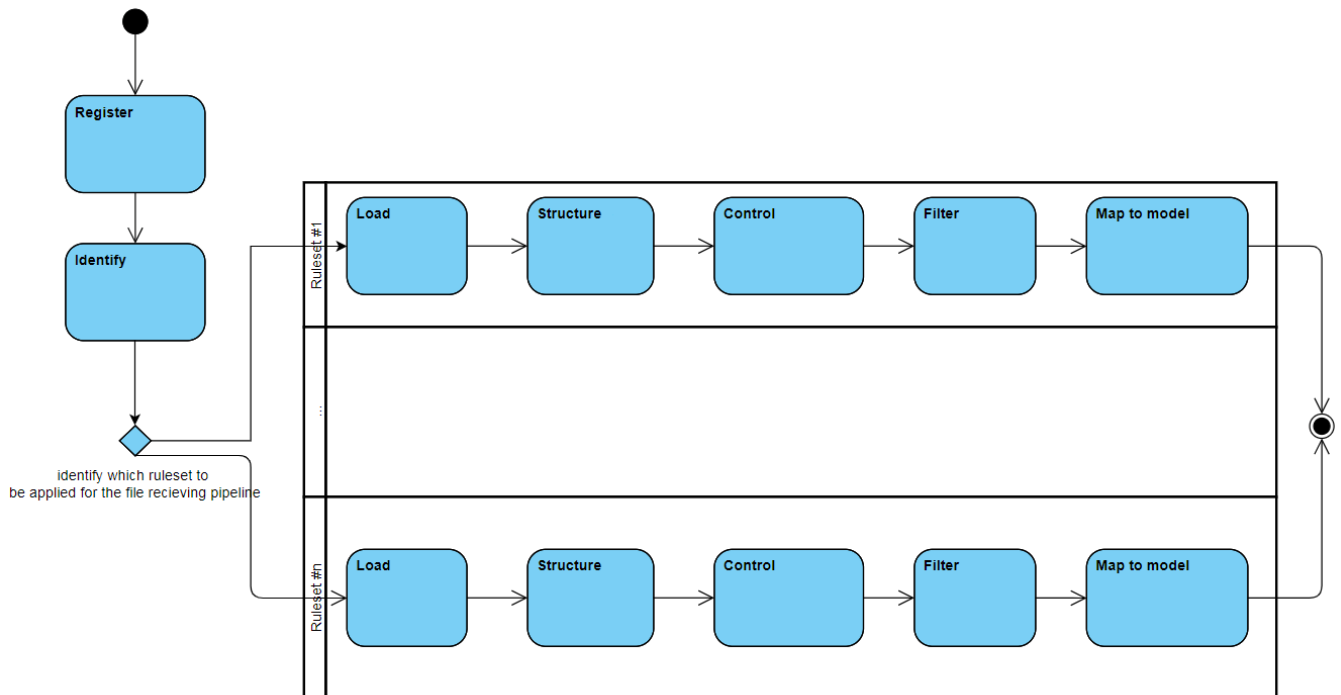 Register
Identify
identify which ruleset to
be applied for the file recieving pipeline
Ruleset #1
Load
Structure
Control
Filter
Map to model
...
Ruleset #n
Load
Structure
Control
Filter
Map to model